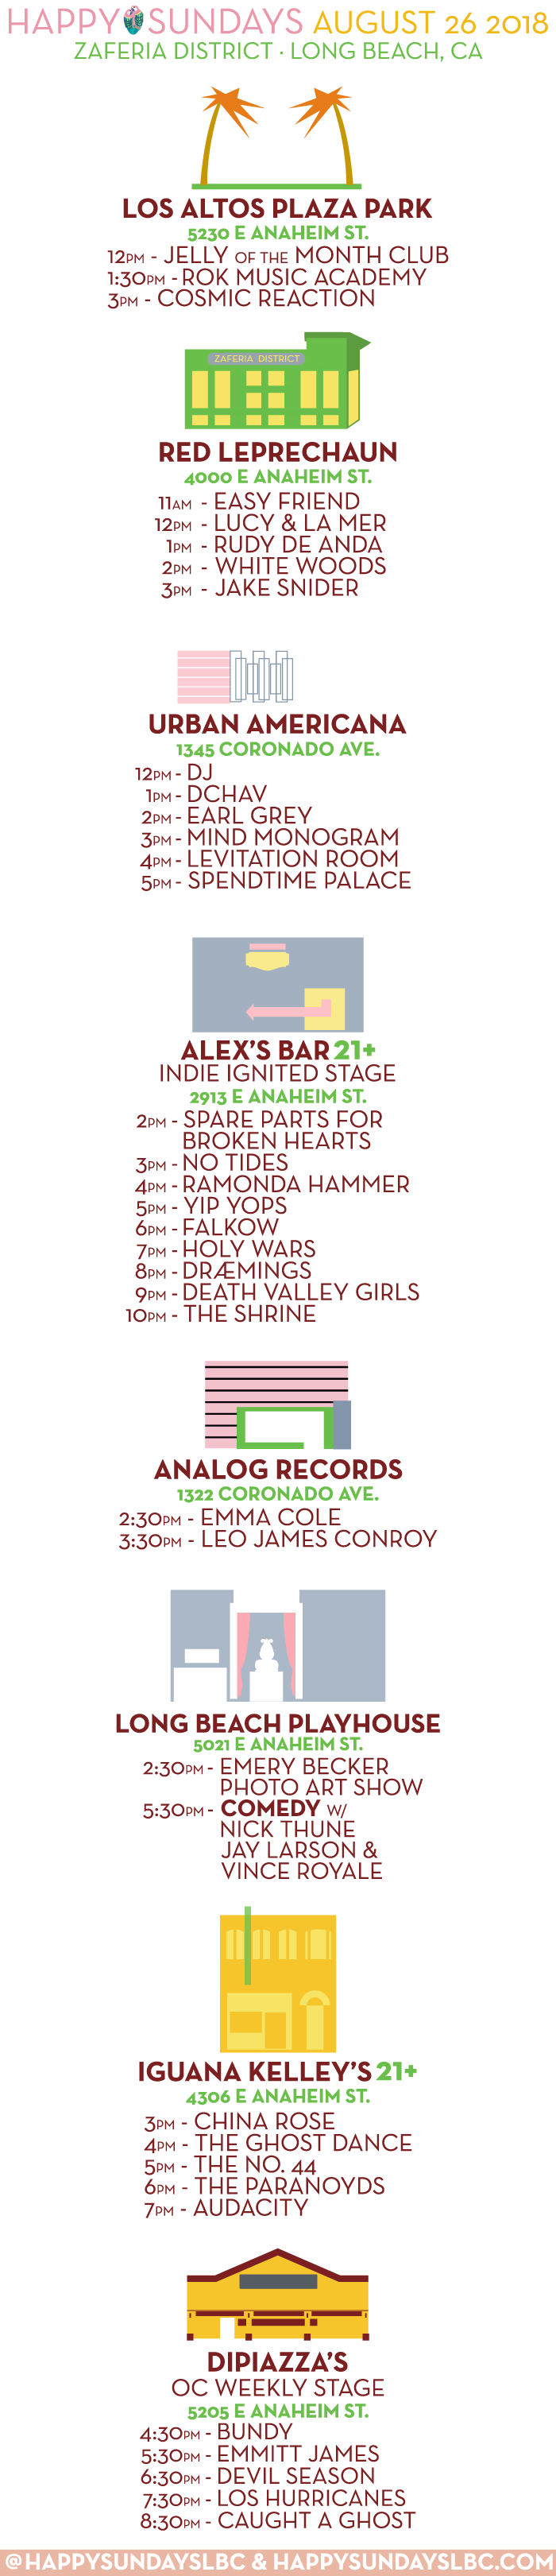 HAPPY SUNDAYS AUGUST 26 2018
ZAFERIA DISTRICT · LONG BEACH, CA
LOS ALTOS PLAZA PARK
5230 E ANAHEIM ST.
12PM - JELLY OF THE MONTH CLUB
1:30PM - ROK MUSIC ACADEMY
3PM - COSMIC REACTION
ZAFERIA DISTRICT
RED LEPRECHAUN
4000 E ANAHEIM ST.
11AM - EASY FRIEND
12PM - LUCY & LA MER
1PM - RUDY DE ANDA
2PM - WHITE WOODS
3PM - JAKE SNIDER
URBAN AMERICANA
1345 CORONADO AVE.
12PM - DJ
1PM - DCHAV
2PM - EARL GREY
3PM - MIND MONOGRAM
4PM - LEVITATION ROOM
5PM - SPENDTIME PALACE
ALEX'S BAR 21+
INDIE IGNITED STAGE
2913 E ANAHEIM ST.
2PM - SPARE PARTS FOR
BROKEN HEARTS
3PM - NO TIDES
4PM - RAMONDA HAMMER
5PM - YIP YOPS
6PM - FALKOW
7PM - HOLY WARS
8PM - DRÆMINGS
9PM - DEATH VALLEY GIRLS
10PM - THE SHRINE
ANALOG RECORDS
1322 CORONADO AVE.
2:30PM - EMMA COLE
3:30PM - LEO JAMES CONROY
LONG BEACH PLAYHOUSE
5021 E ANAHEIM ST.
2:30PM - EMERY BECKER
PHOTO ART SHOW
5:30PM - COMEDY W/
NICK THUNE
JAY LARSON &
VINCE ROYALE
IGUANA KELLEY'S 21+
4306 E ANAHEIM ST.
3PM - CHINA ROSE
4PM - THE GHOST DANCE
5PM - THE NO. 44
6PM - THE PARANOYDS
7PM - AUDACITY
DIPIAZZA'S
OC WEEKLY STAGE
5205 E ANAHEIM ST.
4:30PM - BUNDY
5:30PM - EMMITT JAMES
6:30PM - DEVIL SEASON
7:30PM - LOS HURRICANES
8:30PM - CAUGHT A GHOST
@HAPPYSUNDAYSLBC & HAPPYSUNDAYSLBC.COM